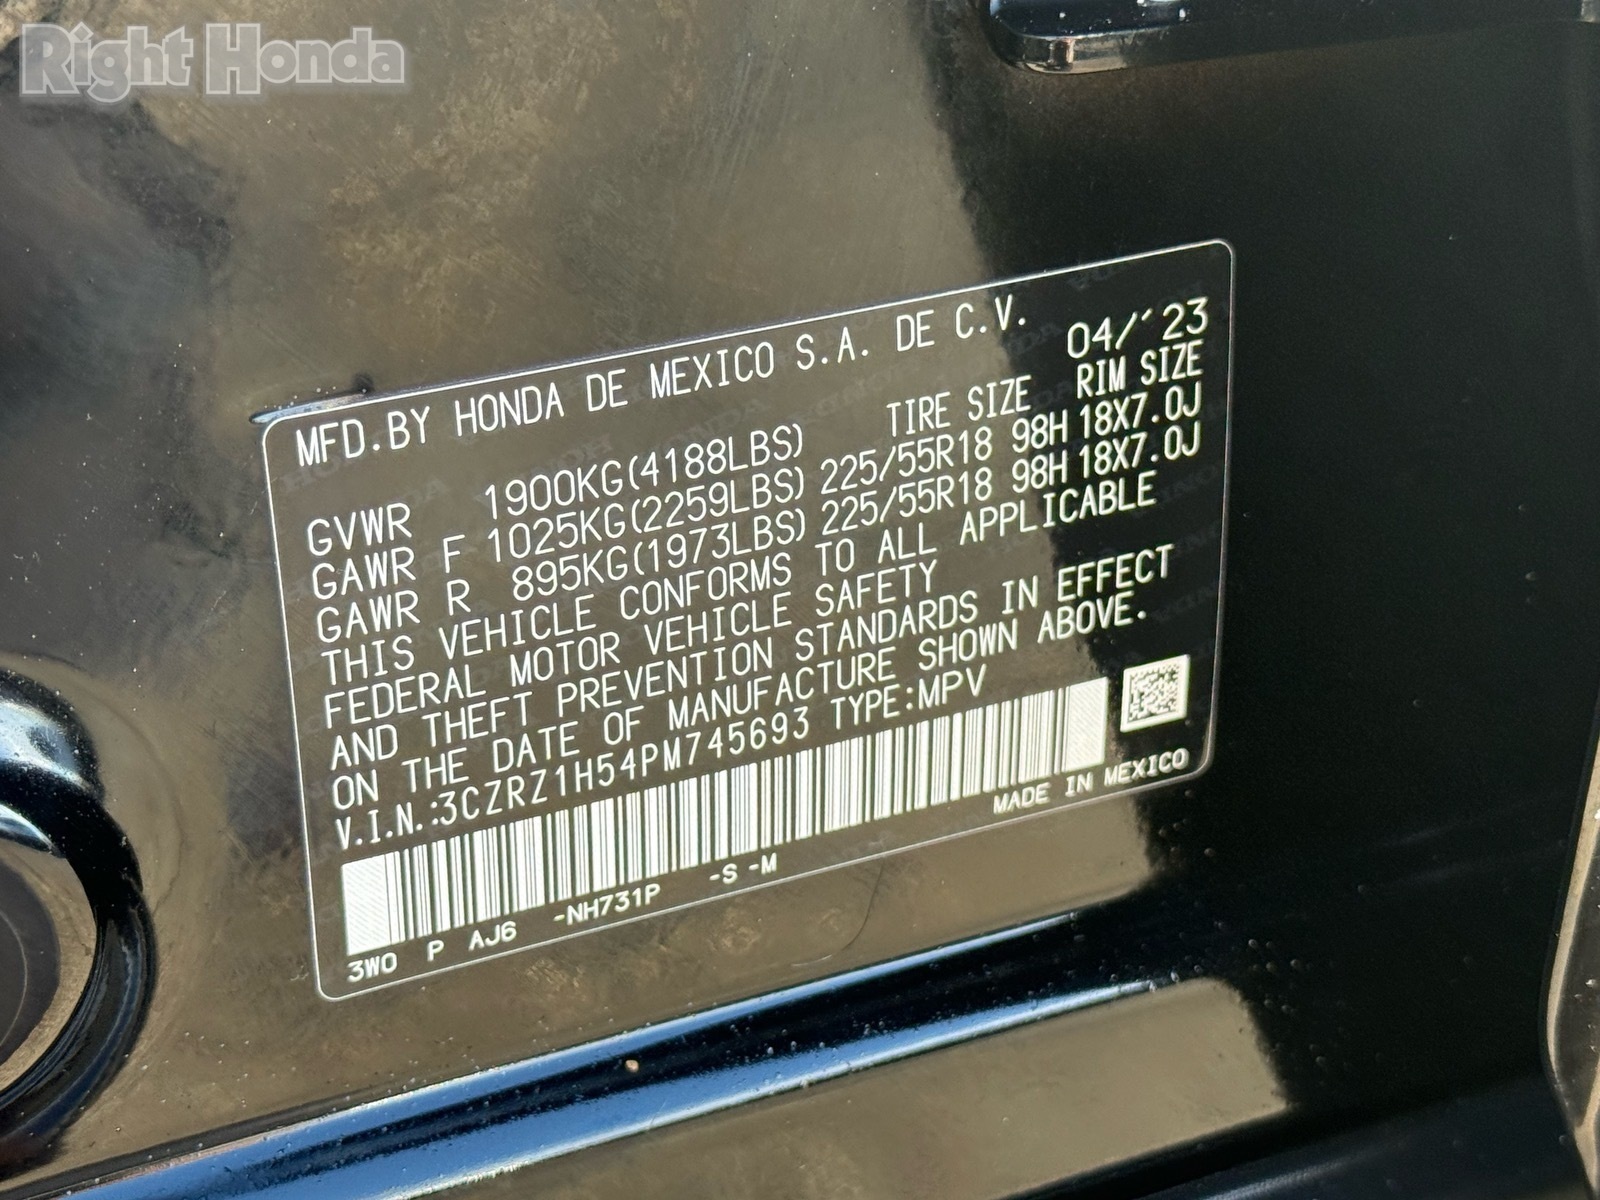 Right Honda
MFD.BY HONDA DE MEXICO S.A. DE C.V. 04/'23
TIRE SIZE RIM SIZE
GVWR 1900KG(4188LBS)
GAWR F 1025KG(2259LBS) 225/55R18 98H 18X7.0J
GAWR R 895KG(1973LBS) 225/55R18 98H 18X7.0J
THIS VEHICLE CONFORMS TO ALL APPLICABLE
FEDERAL MOTOR VEHICLE SAFETY
AND THEFT PREVENTION STANDARDS IN EFFECT
ON THE DATE OF MANUFACTURE SHOWN ABOVE.
V.I.N.:3CZRZ1H54PM745693 TYPE:MPV
MADE IN MEXICO
3W0 P AJ6 -NH731P -S -M